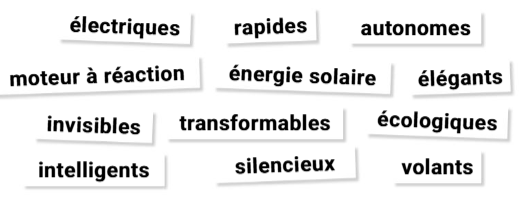 électriques rapides autonomes
moteur à réaction énergie solaire élégants
invisibles transformables écologiques
intelligents silencieux volants